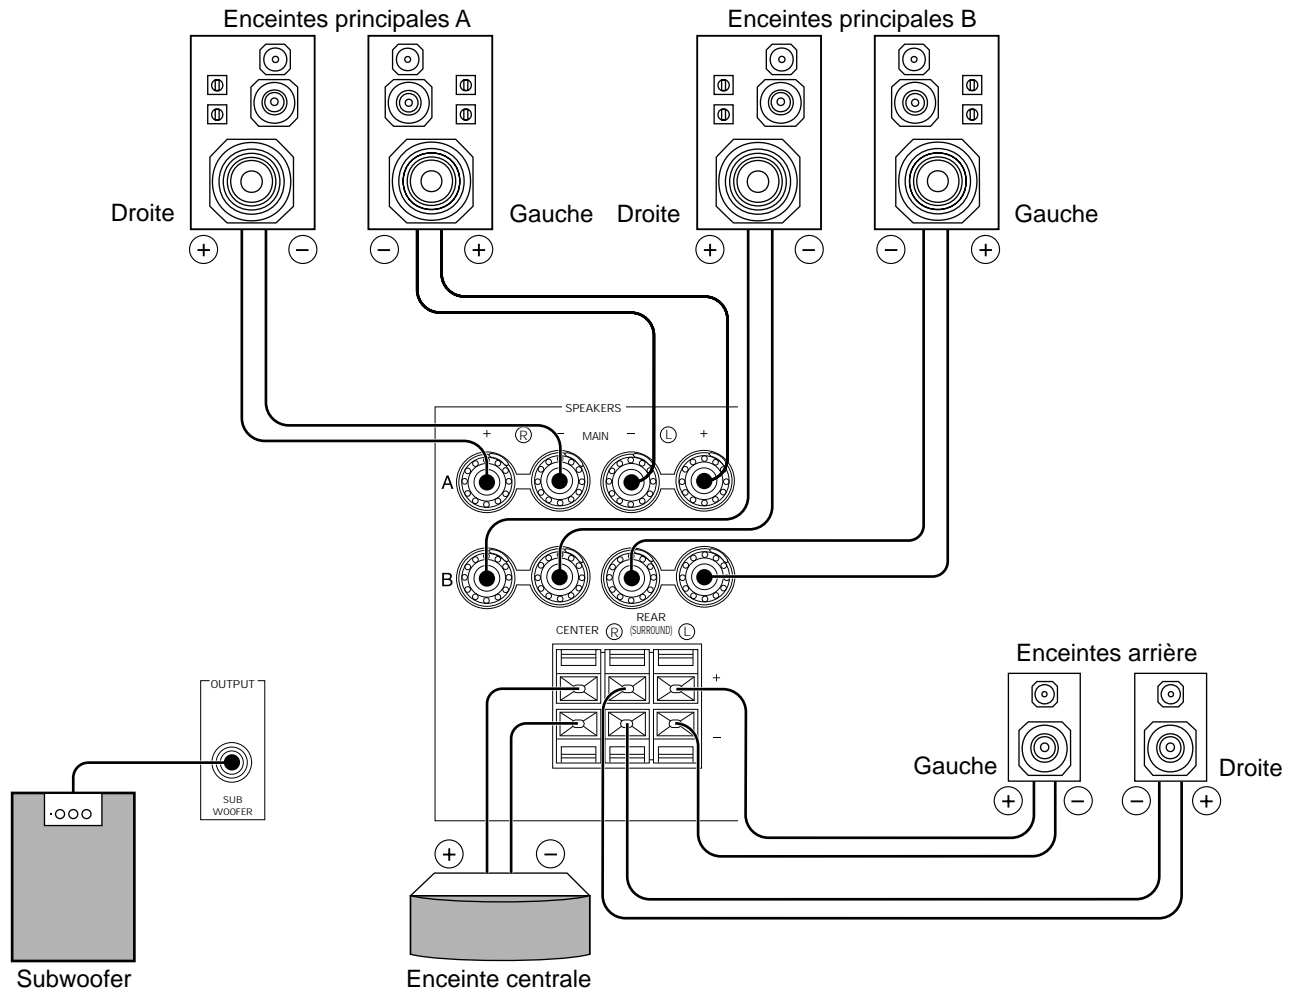 Enceintes principales A
Enceintes principales B
Droite
Gauche
Droite
Gauche
+ − − + + − − +
SPEAKERS
+ R − MAIN − L +
A
B
REAR
CENTER R (SURROUND) L
+
−
Enceintes arrière
OUTPUT
SUB
WOOFER
Gauche
Droite
+ − − +
+ −
Subwoofer
Enceinte centrale